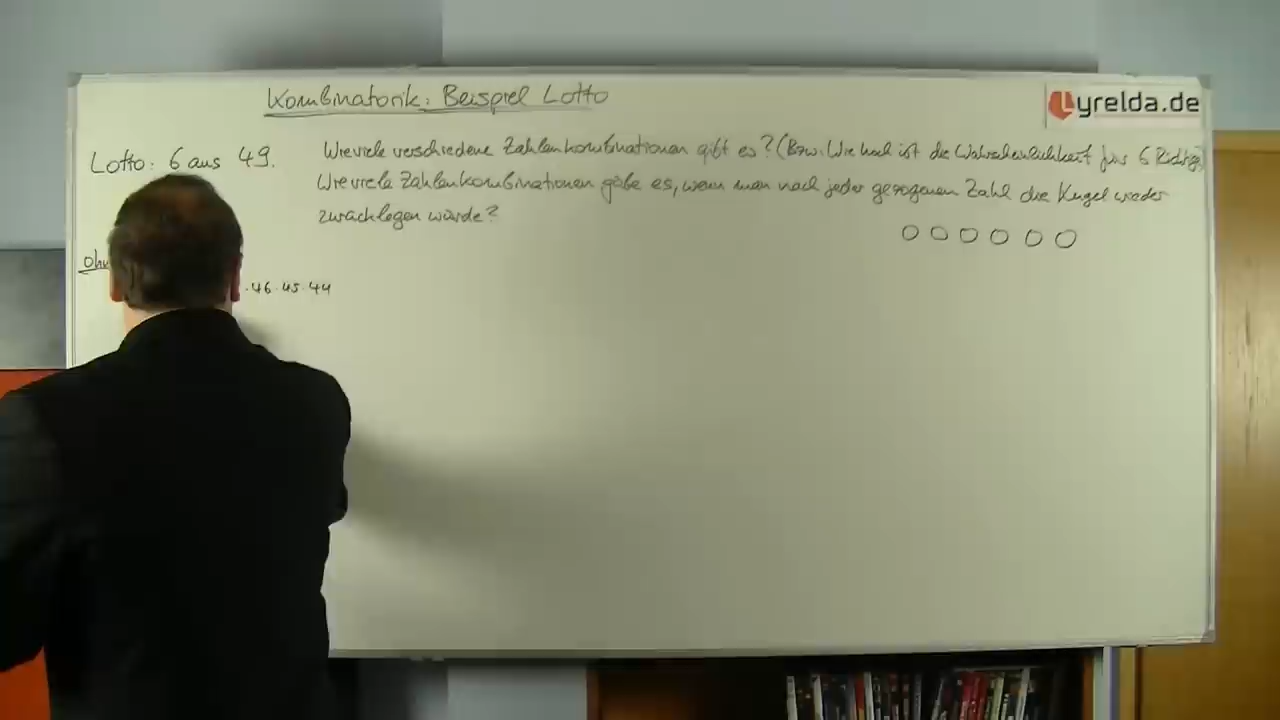 Kombinatorik: Beispiel Lotto
Lyrelda.de
Lotto: 6 aus 49.
Wieviele verschiedene Zahlenkombinationen gibt es? (Bzw. Wie hoch ist die Wahrscheinlichkeit für 6 Richtige)
Wieviele Zahlenkombinationen gäbe es, wenn man nach jeder gezogenen Zahl die Kugel wieder
zurücklegen würde?
Oh
·46·45·44